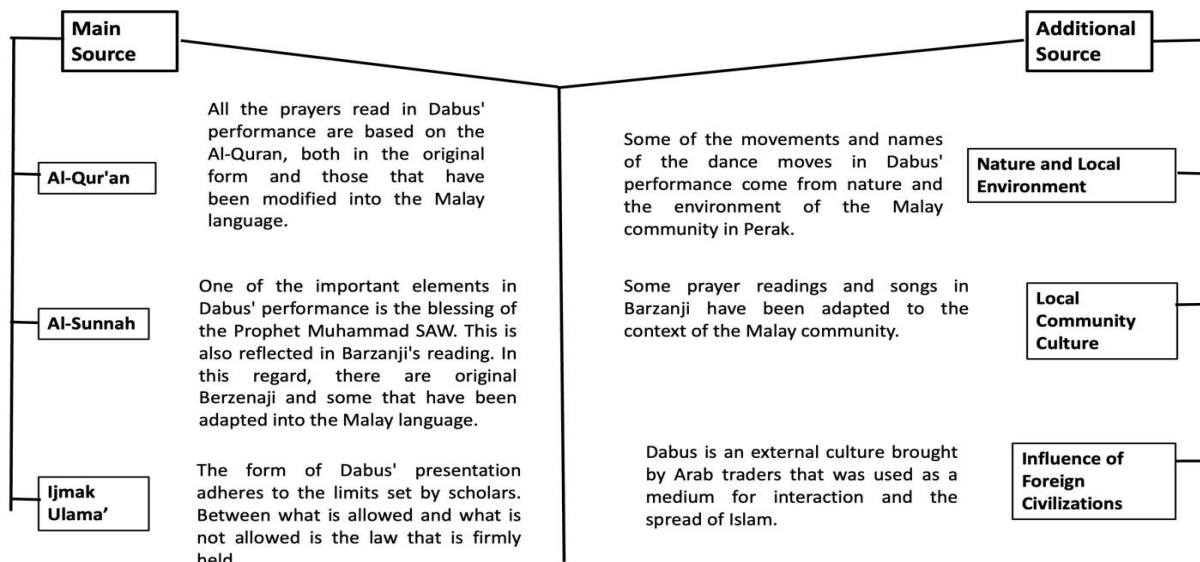 Main
Source
Al-Qur'an
All the prayers read in Dabus'
performance are based on the
Al-Quran, both in the original
form and those that have
been modified into the Malay
language.
Al-Sunnah
One of the important elements in
Dabus' performance is the blessing of
the Prophet Muhammad SAW. This is
also reflected in Barzanji's reading. In
this regard, there are original
Berzenaji and some that have been
adapted into the Malay language.
Ijmak
Ulama’
The form of Dabus' presentation
adheres to the limits set by scholars.
Between what is allowed and what is
not allowed is the law that is firmly
held
Additional
Source
Some of the movements and names
of the dance moves in Dabus'
performance come from nature and
the environment of the Malay
community in Perak.
Nature and Local
Environment
Some prayer readings and songs in
Barzanji have been adapted to the
context of the Malay community.
Local
Community
Culture
Dabus is an external culture brought
by Arab traders that was used as a
medium for interaction and the
spread of Islam.
Influence of
Foreign
Civilizations